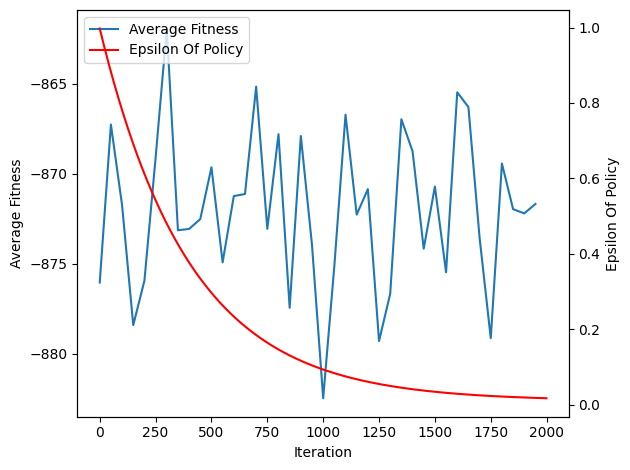 Average Fitness
Epsilon Of Policy
−865
−870
−875
−880
Average Fitness
1.0
0.8
0.6
0.4
0.2
0.0
Epsilon Of Policy
0 250 500 750 1000 1250 1500 1750 2000
Iteration